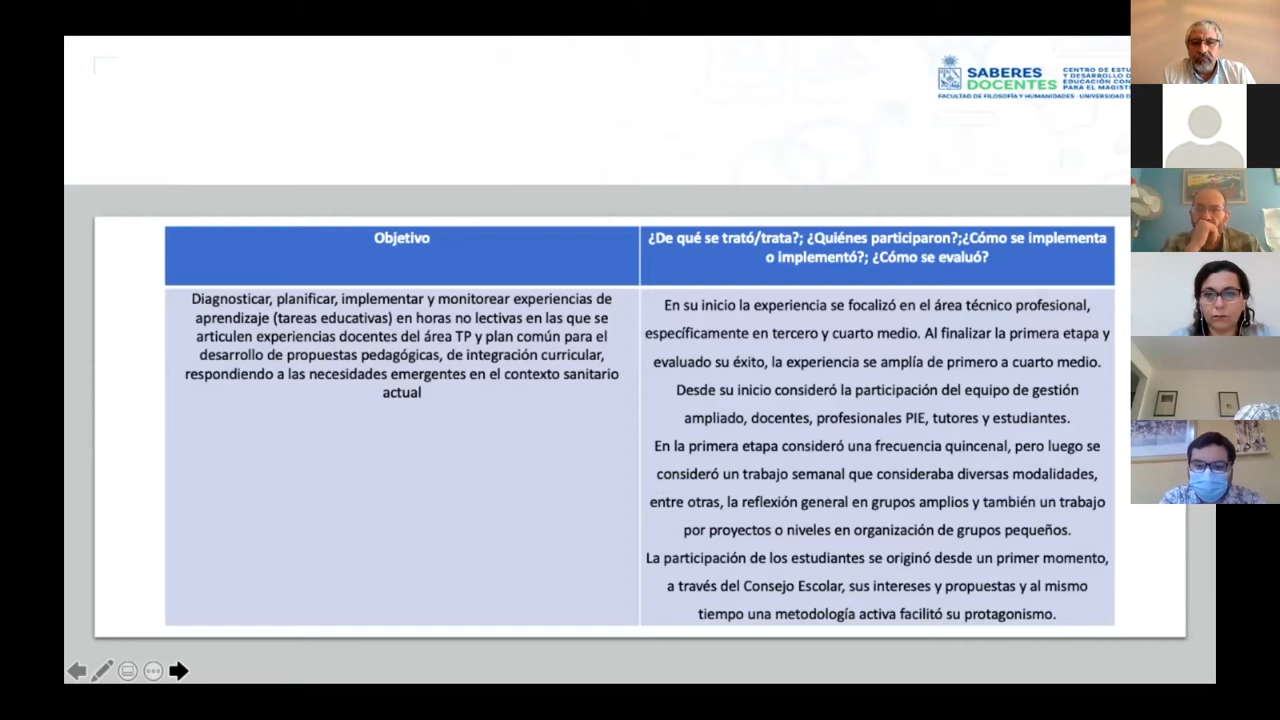 SABERES
DOCENTES
CENTRO DE
Y DESARROLLO
EDUCACIÓN
PARA EL
FACULTAD DE FILOSOFÍA Y HUMANIDADES - UNIVERSIDAD
Objetivo
¿De qué se trató/trata?; ¿Quiénes participaron?;¿Cómo se implementa
o implementó?; ¿Cómo se evaluó?
Diagnosticar, planificar, implementar y monitorear experiencias de
aprendizaje (tareas educativas) en horas no lectivas en las que se
articulen experiencias docentes del área TP y plan común para el
desarrollo de propuestas pedagógicas, de integración curricular,
respondiendo a las necesidades emergentes en el contexto sanitario
actual
En su inicio la experiencia se focalizó en el área técnico profesional,
específicamente en tercero y cuarto medio. Al finalizar la primera etapa y
evaluado su éxito, la experiencia se amplía de primero a cuarto medio.
Desde su inicio consideró la participación del equipo de gestión
ampliado, docentes, profesionales PIE, tutores y estudiantes.
En la primera etapa consideró una frecuencia quincenal, pero luego se
consideró un trabajo semanal que consideraba diversas modalidades,
entre otras, la reflexión general en grupos amplios y también un trabajo
por proyectos o niveles en organización de grupos pequeños.
La participación de los estudiantes se originó desde un primer momento,
a través del Consejo Escolar, sus intereses y propuestas y al mismo
tiempo una metodología activa facilitó su protagonismo.